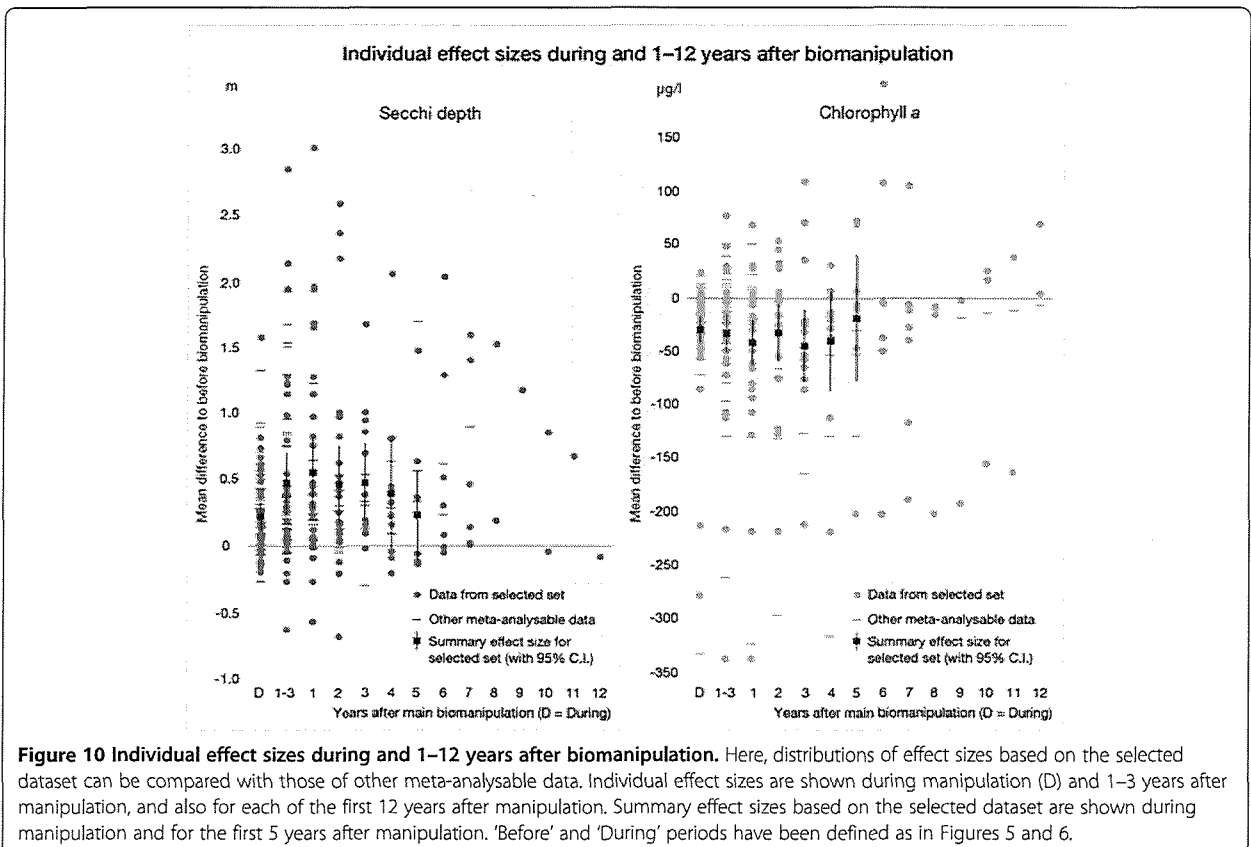 Individual effect sizes during and 1–12 years after biomanipulation
m
Secchi depth
3.0
2.5
2.0
1.5
1.0
0.5
0
-0.5
-1.0
Mean difference to before biomanipulation
Data from selected set
Other meta-analysable data
Summary effect size for
selected set (with 95% C.I.)
D 1-3 1 2 3 4 5 6 7 8 9 10 11 12
Years after main biomanipulation (D = During)
µg/l
Chlorophyll a
150
100
50
0
-50
-100
-150
-200
-250
-300
-350
Mean difference to before biomanipulation
Data from selected set
Other meta-analysable data
Summary effect size for
selected set (with 95% C.I.)
D 1-3 1 2 3 4 5 6 7 8 9 10 11 12
Years after main biomanipulation (D = During)
Figure 10 Individual effect sizes during and 1–12 years after biomanipulation. Here, distributions of effect sizes based on the selected
dataset can be compared with those of other meta-analysable data. Individual effect sizes are shown during manipulation (D) and 1–3 years after
manipulation, and also for each of the first 12 years after manipulation. Summary effect sizes based on the selected dataset are shown during
manipulation and for the first 5 years after manipulation. 'Before' and 'During' periods have been defined as in Figures 5 and 6.